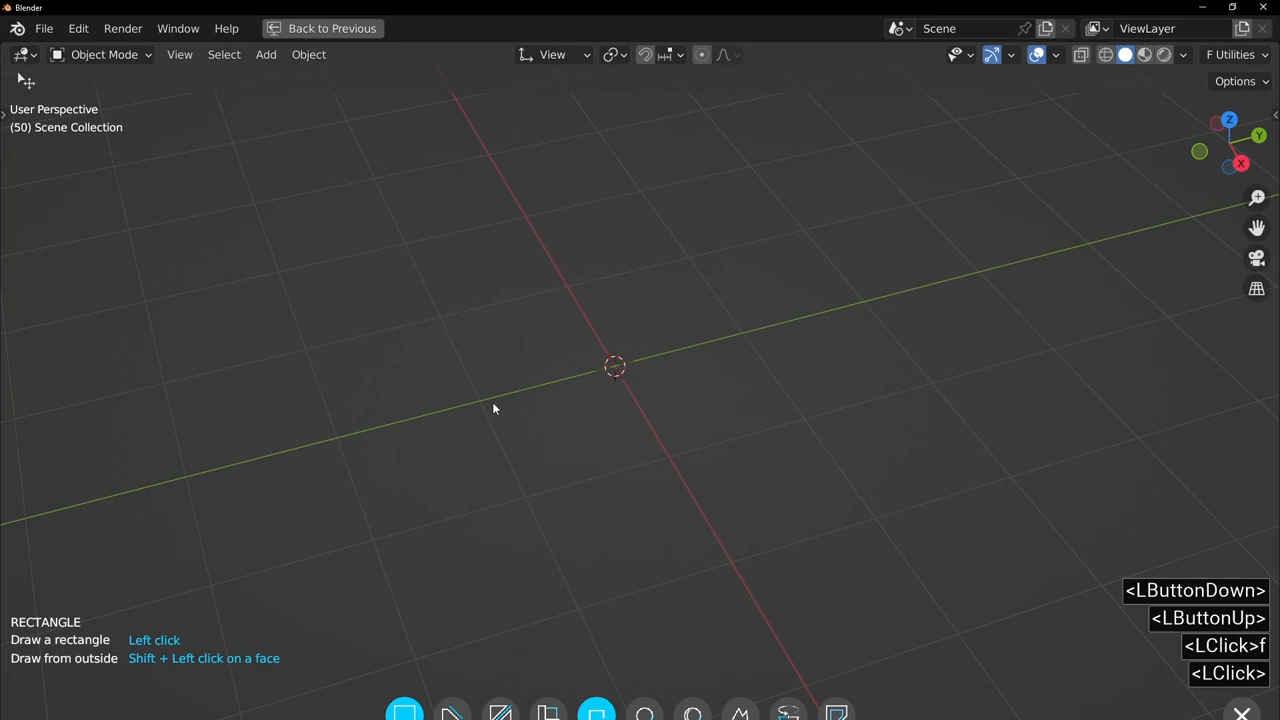 Blender
File Edit Render Window Help Back to Previous Scene ViewLayer
Object Mode View Select Add Object View F Utilities
Options
User Perspective
(50) Scene Collection
Z
Y
X
<LButtonDown>
<LButtonUp>
<LClick>f
<LClick>
RECTANGLE
Draw a rectangle Left click
Draw from outside Shift + Left click on a face